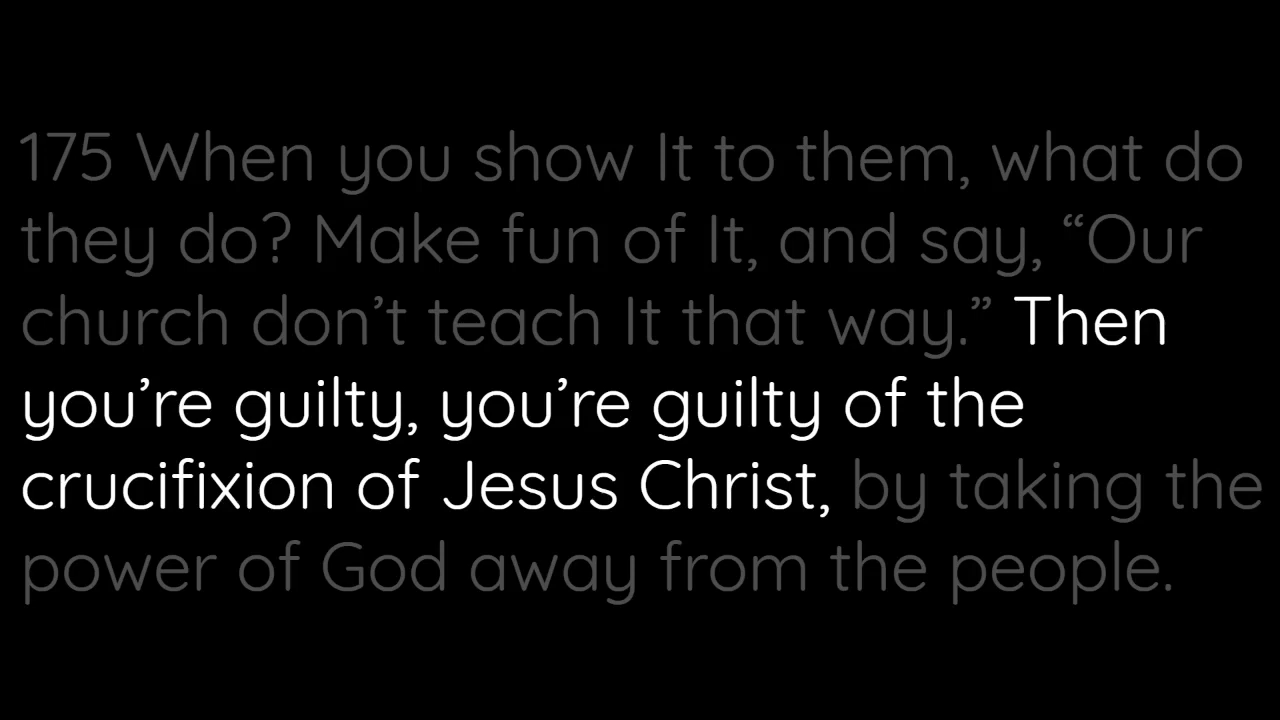 175 When you show It to them, what do
they do? Make fun of It, and say, “Our
church don’t teach It that way.” Then
you’re guilty, you’re guilty of the
crucifixion of Jesus Christ, by taking the
power of God away from the people.